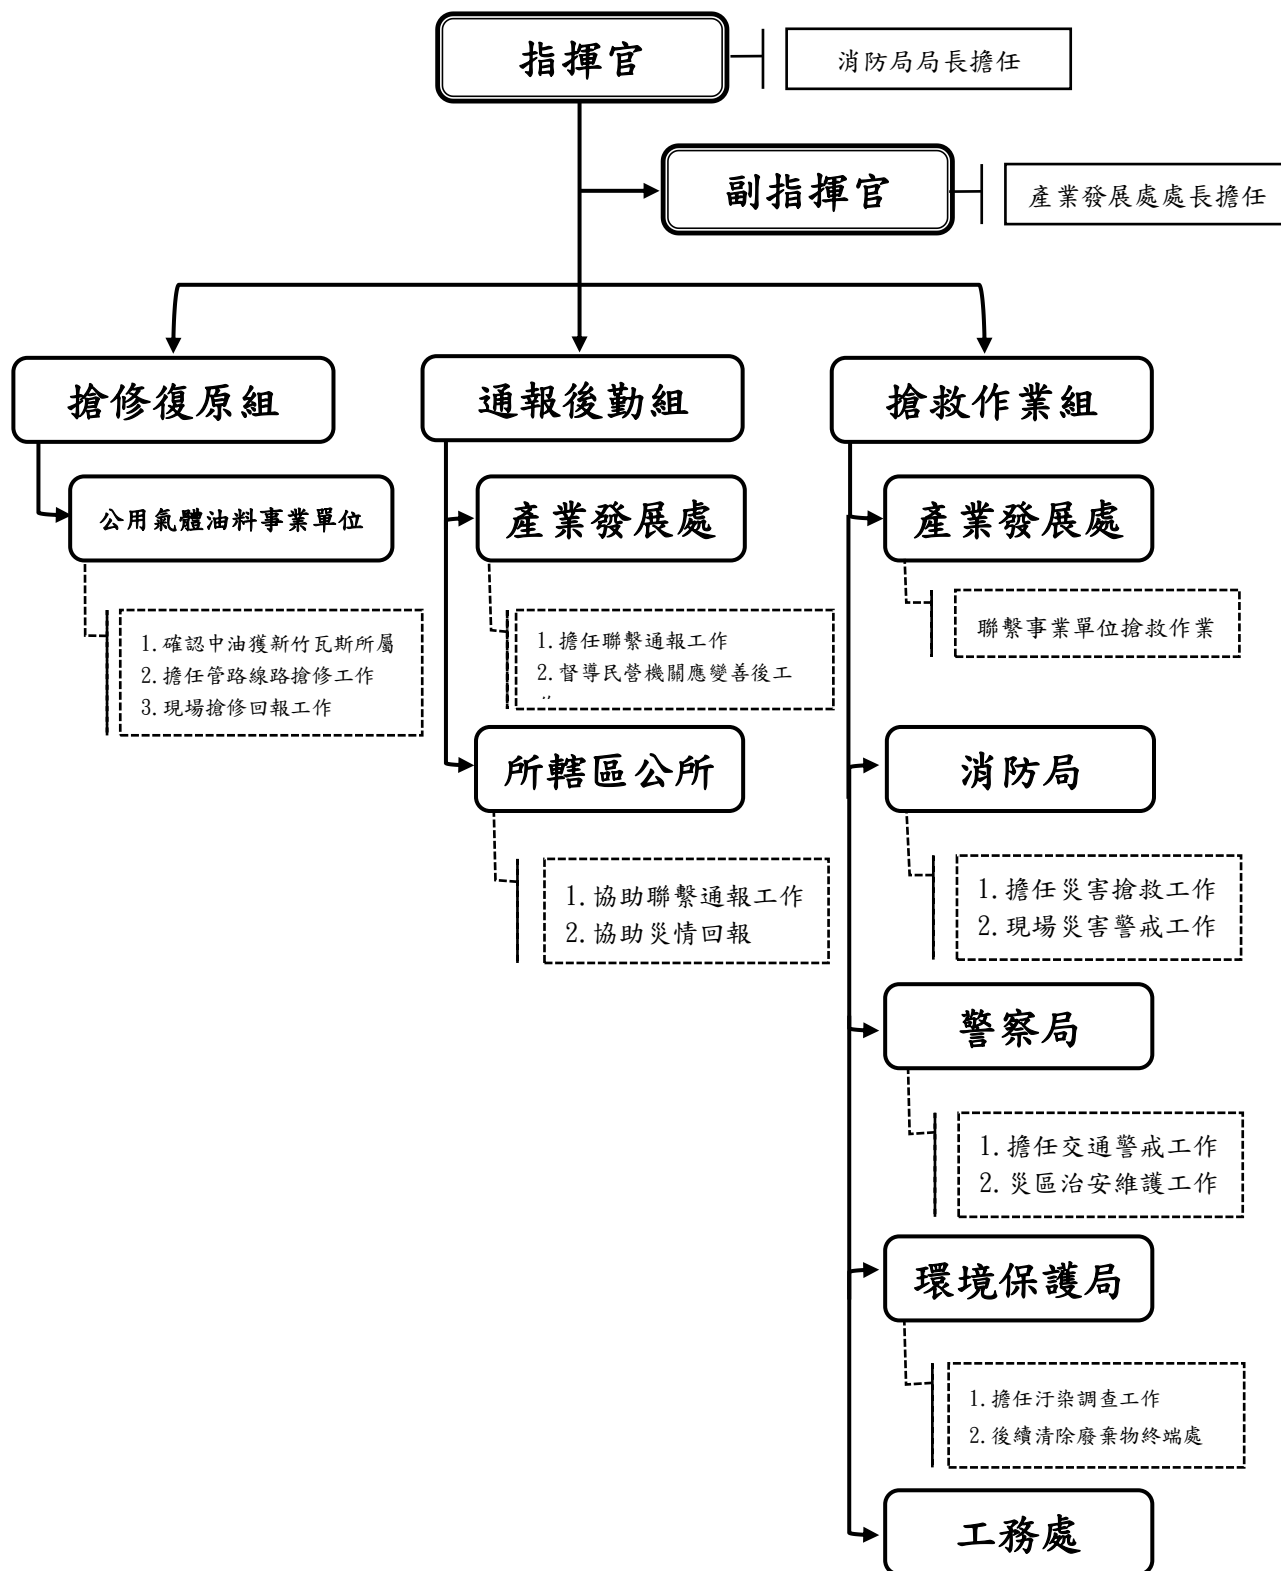 指揮官
消防局局長擔任
副指揮官
產業發展處處長擔任
搶修復原組
通報後勤組
搶救作業組
公用氣體油料事業單位
產業發展處
產業發展處
1.確認中油獲新竹瓦斯所屬
2.擔任管路線路搶修工作
3.現場搶修回報工作
1.擔任聯繫通報工作
2.督導民營機關應變善後工
聯繫事業單位搶救作業
所轄區公所
消防局
1.協助聯繫通報工作
2.協助災情回報
1.擔任災害搶救工作
2.現場災害警戒工作
警察局
1.擔任交通警戒工作
2.災區治安維護工作
環境保護局
1.擔任汙染調查工作
2.後續清除廢棄物終端處
工務處